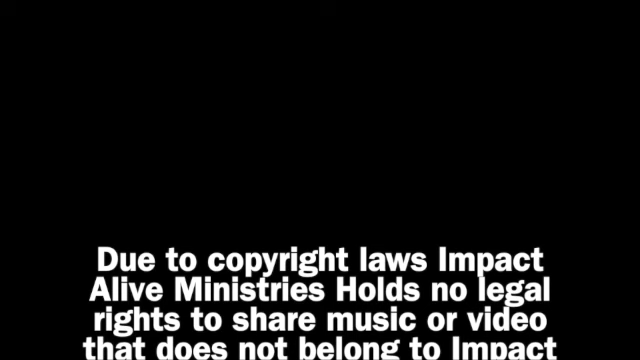 Due to copyright laws Impact
Alive Ministries Holds no legal
rights to share music or video
that does not belong to Impact